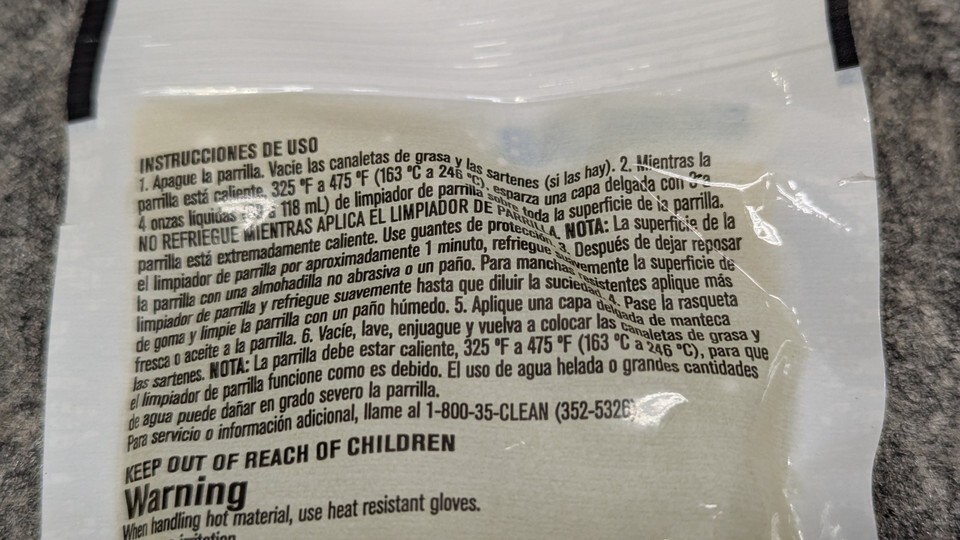 INSTRUCCIONES DE USO
1. Apague la parrilla. Vacíe las canaletas de grasa y las sartenes (si las hay). 2. Mientras la
parrilla está caliente, 325 °F a 475 °F (163 °C a 246 °C), esparza una capa delgada con 3 a
4 onzas líquidas a 118 mL) de limpiador de parrilla sobre toda la superficie de la parrilla.
NO REFRIEGUE MIENTRAS APLICA EL LIMPIADOR DE PARRILLA. NOTA: La superficie de la
parrilla está extremadamente caliente. Use guantes de protección. 3. Después de dejar reposar
el limpiador de parrilla por aproximadamente 1 minuto, refriegue suavemente la superficie de
la parrilla con una almohadilla no abrasiva o un paño. Para manchas resistentes aplique más
limpiador de parrilla y refriegue suavemente hasta que diluir la suciedad. 4. Pase la rasqueta
de goma y limpie la parrilla con un paño húmedo. 5. Aplique una capa delgada de manteca
fresca o aceite a la parrilla. 6. Vacíe, lave, enjuague y vuelva a colocar las canaletas de grasa y
las sartenes. NOTA: La parrilla debe estar caliente, 325 °F a 475 °F (163 °C a 246 °C), para que
el limpiador de parrilla funcione como es debido. El uso de agua helada o grandes cantidades
de agua puede dañar en grado severo la parrilla.
Para servicio o información adicional, llame al 1-800-35-CLEAN (352-5326)
KEEP OUT OF REACH OF CHILDREN
Warning
When handling hot material, use heat resistant gloves.
irritation